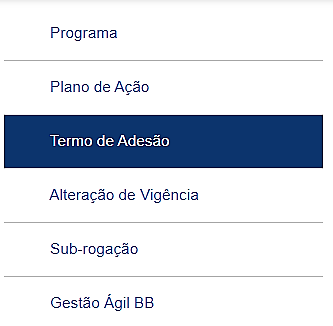 Programa
Plano de Ação
Termo de Adesão
Alteração de Vigência
Sub-rogação
Gestão Ágil BB